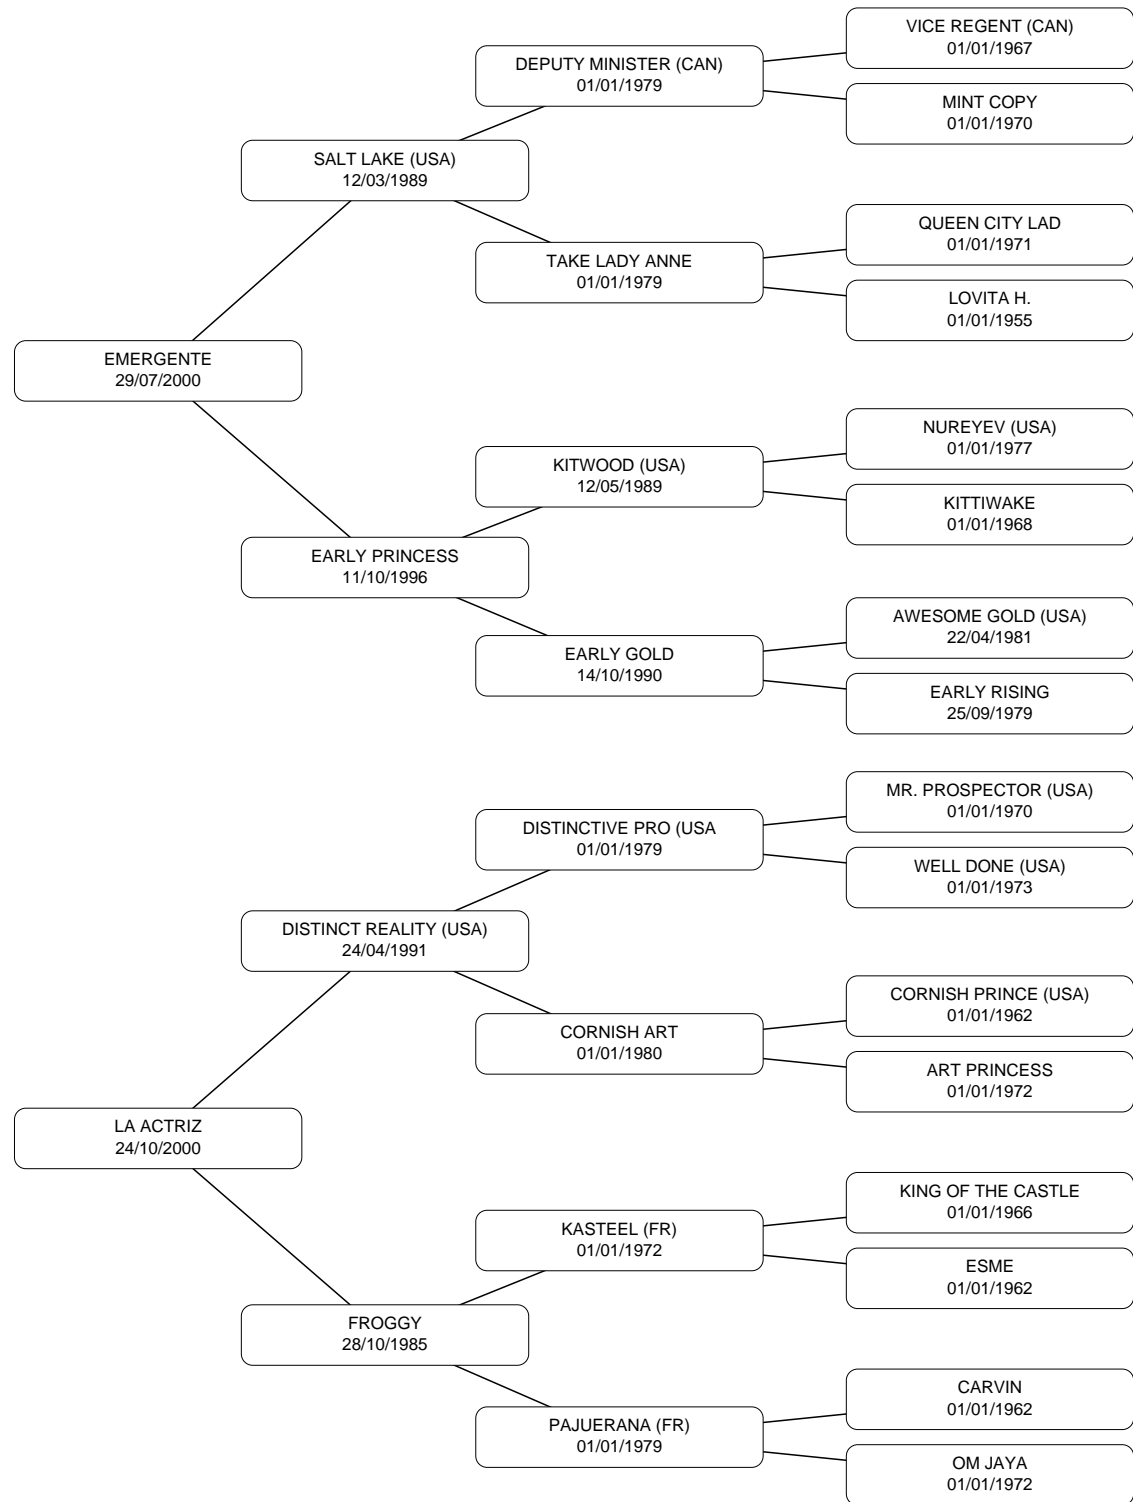 VICE REGENT (CAN)
01/01/1967
DEPUTY MINISTER (CAN)
01/01/1979
MINT COPY
01/01/1970
SALT LAKE (USA)
12/03/1989
QUEEN CITY LAD
01/01/1971
TAKE LADY ANNE
01/01/1979
LOVITA H.
01/01/1955
EMERGENTE
29/07/2000
NUREYEV (USA)
01/01/1977
KITWOOD (USA)
12/05/1989
KITTIWAKE
01/01/1968
EARLY PRINCESS
11/10/1996
AWESOME GOLD (USA)
22/04/1981
EARLY GOLD
14/10/1990
EARLY RISING
25/09/1979
MR. PROSPECTOR (USA)
01/01/1970
DISTINCTIVE PRO (USA
01/01/1979
WELL DONE (USA)
01/01/1973
DISTINCT REALITY (USA)
24/04/1991
CORNISH PRINCE (USA)
01/01/1962
CORNISH ART
01/01/1980
ART PRINCESS
01/01/1972
LA ACTRIZ
24/10/2000
KING OF THE CASTLE
01/01/1966
KASTEEL (FR)
01/01/1972
ESME
01/01/1962
FROGGY
28/10/1985
CARVIN
01/01/1962
PAJUERANA (FR)
01/01/1979
OM JAYA
01/01/1972